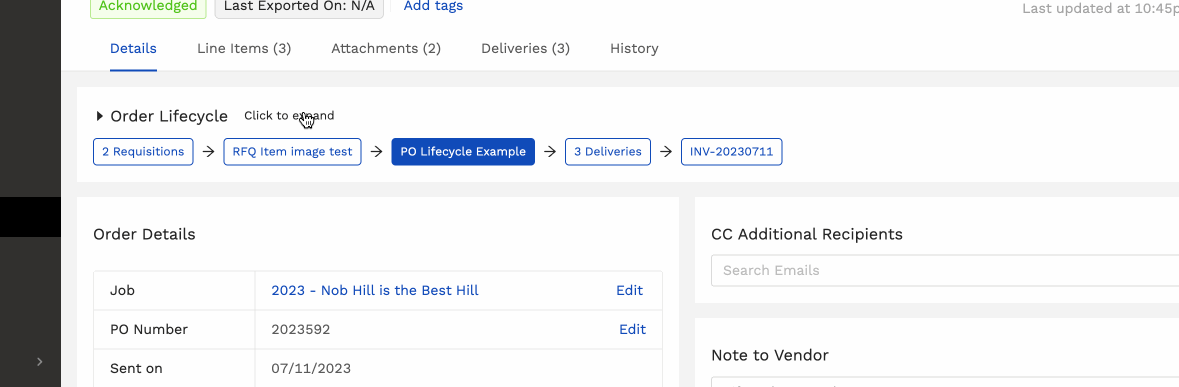 Acknowledged Last Exported On: N/A Add tags
Last updated at 10:45p
Details Line Items (3) Attachments (2) Deliveries (3) History
Order Lifecycle Click to expand
2 Requisitions → RFQ Item image test → PO Lifecycle Example → 3 Deliveries → INV-20230711
Order Details
Job 2023 - Nob Hill is the Best Hill Edit
PO Number 2023592 Edit
Sent on 07/11/2023
CC Additional Recipients
Search Emails
Note to Vendor